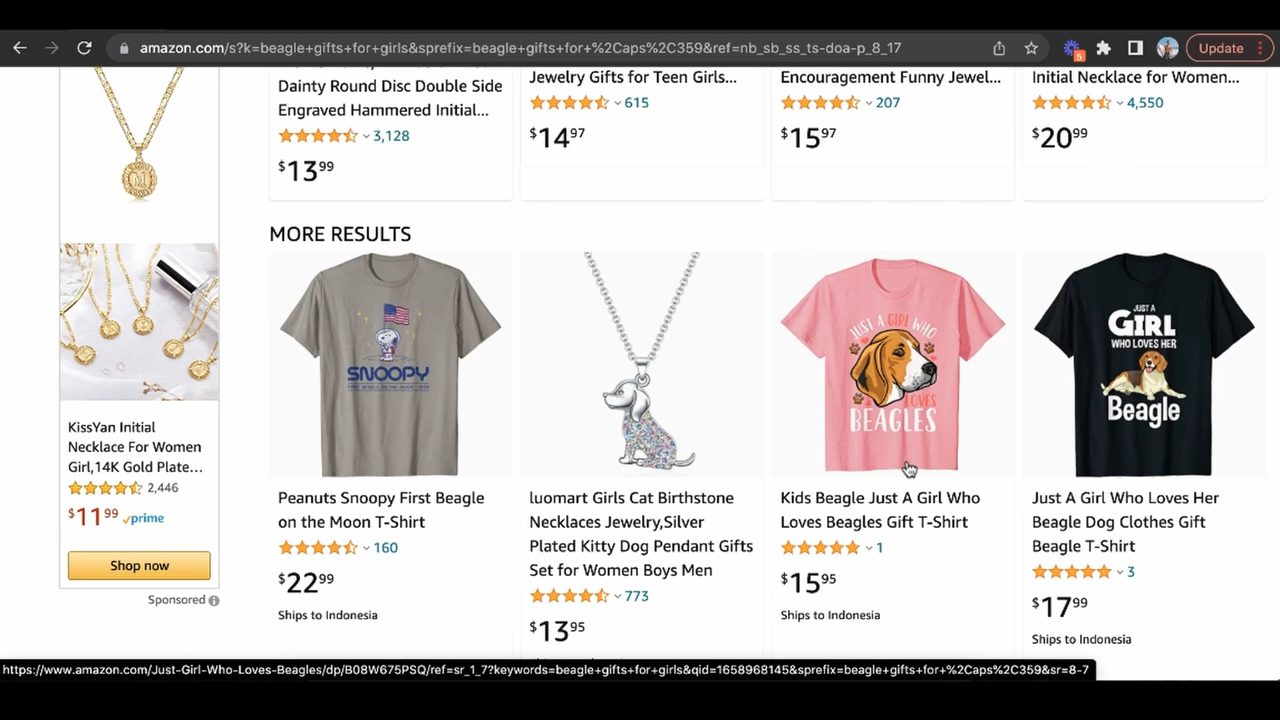 amazon.com/s?k=beagle+gifts+for+girls&sprefix=beagle+gifts+for+%2Caps%2C359&ref=nb_sb_ss_ts-doa-p_8_17
5
Update
Dainty Round Disc Double Side
Engraved Hammered Initial...
3,128
$13 99
Jewelry Gifts for Teen Girls...
615
$14 97
Encouragement Funny Jewel...
207
$15 97
Initial Necklace for Women...
4,550
$20 99
KissYan Initial
Necklace For Women
Girl,14K Gold Plate...
2,446
$11 99 prime
Shop now
Sponsored
MORE RESULTS
SNOOPY
Peanuts Snoopy First Beagle
on the Moon T-Shirt
160
$22 99
Ships to Indonesia
luomart Girls Cat Birthstone
Necklaces Jewelry,Silver
Plated Kitty Dog Pendant Gifts
Set for Women Boys Men
773
$13 95
JUST A GIRL WHO
LOVES
BEAGLES
Kids Beagle Just A Girl Who
Loves Beagles Gift T-Shirt
1
$15 95
Ships to Indonesia
JUST A
GIRL
WHO LOVES HER
Beagle
Just A Girl Who Loves Her
Beagle Dog Clothes Gift
Beagle T-Shirt
3
$17 99
Ships to Indonesia
https://www.amazon.com/Just-Girl-Who-Loves-Beagles/dp/B08W675PSQ/ref=sr_1_7?keywords=beagle+gifts+for+girls&qid=1658968145&sprefix=beagle+gifts+for+%2Caps%2C359&sr=8-7